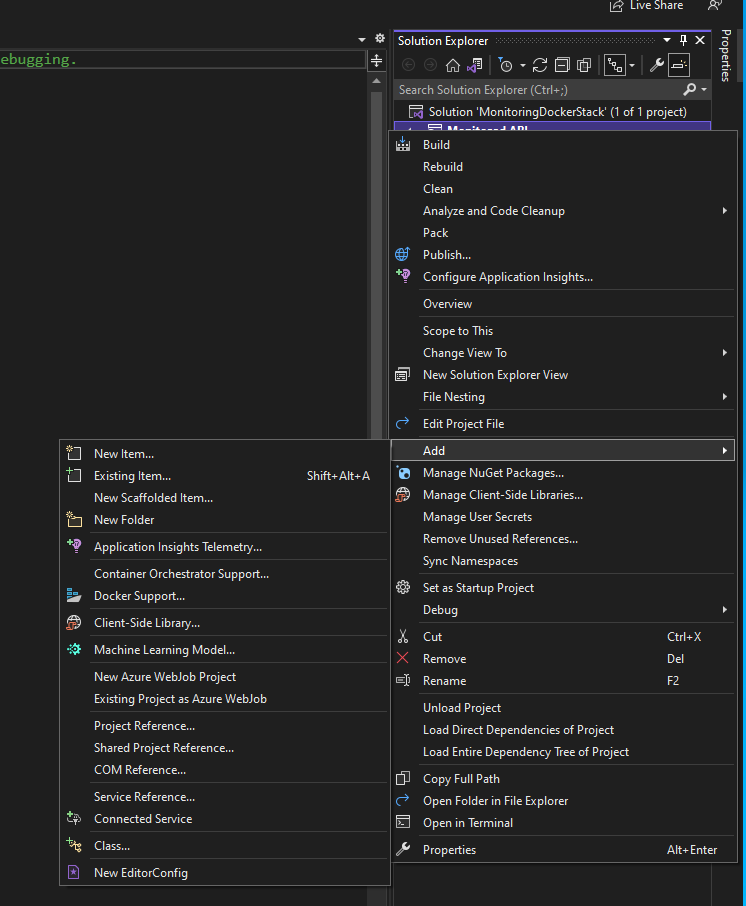 Live Share
ebugging.
Solution Explorer
Properties
Search Solution Explorer (Ctrl+;)
Solution 'MonitoringDockerStack' (1 of 1 project)
Monitored API
Build
Rebuild
Clean
Analyze and Code Cleanup
Pack
Publish...
Configure Application Insights...
Overview
Scope to This
Change View To
New Solution Explorer View
File Nesting
Edit Project File
Add
Manage NuGet Packages...
Manage Client-Side Libraries...
Manage User Secrets
Remove Unused References...
Sync Namespaces
Set as Startup Project
Debug
Cut Ctrl+X
Remove Del
Rename F2
Unload Project
Load Direct Dependencies of Project
Load Entire Dependency Tree of Project
Copy Full Path
Open Folder in File Explorer
Open in Terminal
Properties Alt+Enter
New Item...
Existing Item... Shift+Alt+A
New Scaffolded Item...
New Folder
Application Insights Telemetry...
Container Orchestrator Support...
Docker Support...
Client-Side Library...
Machine Learning Model...
New Azure WebJob Project
Existing Project as Azure WebJob
Project Reference...
Shared Project Reference...
COM Reference...
Service Reference...
Connected Service
Class...
New EditorConfig